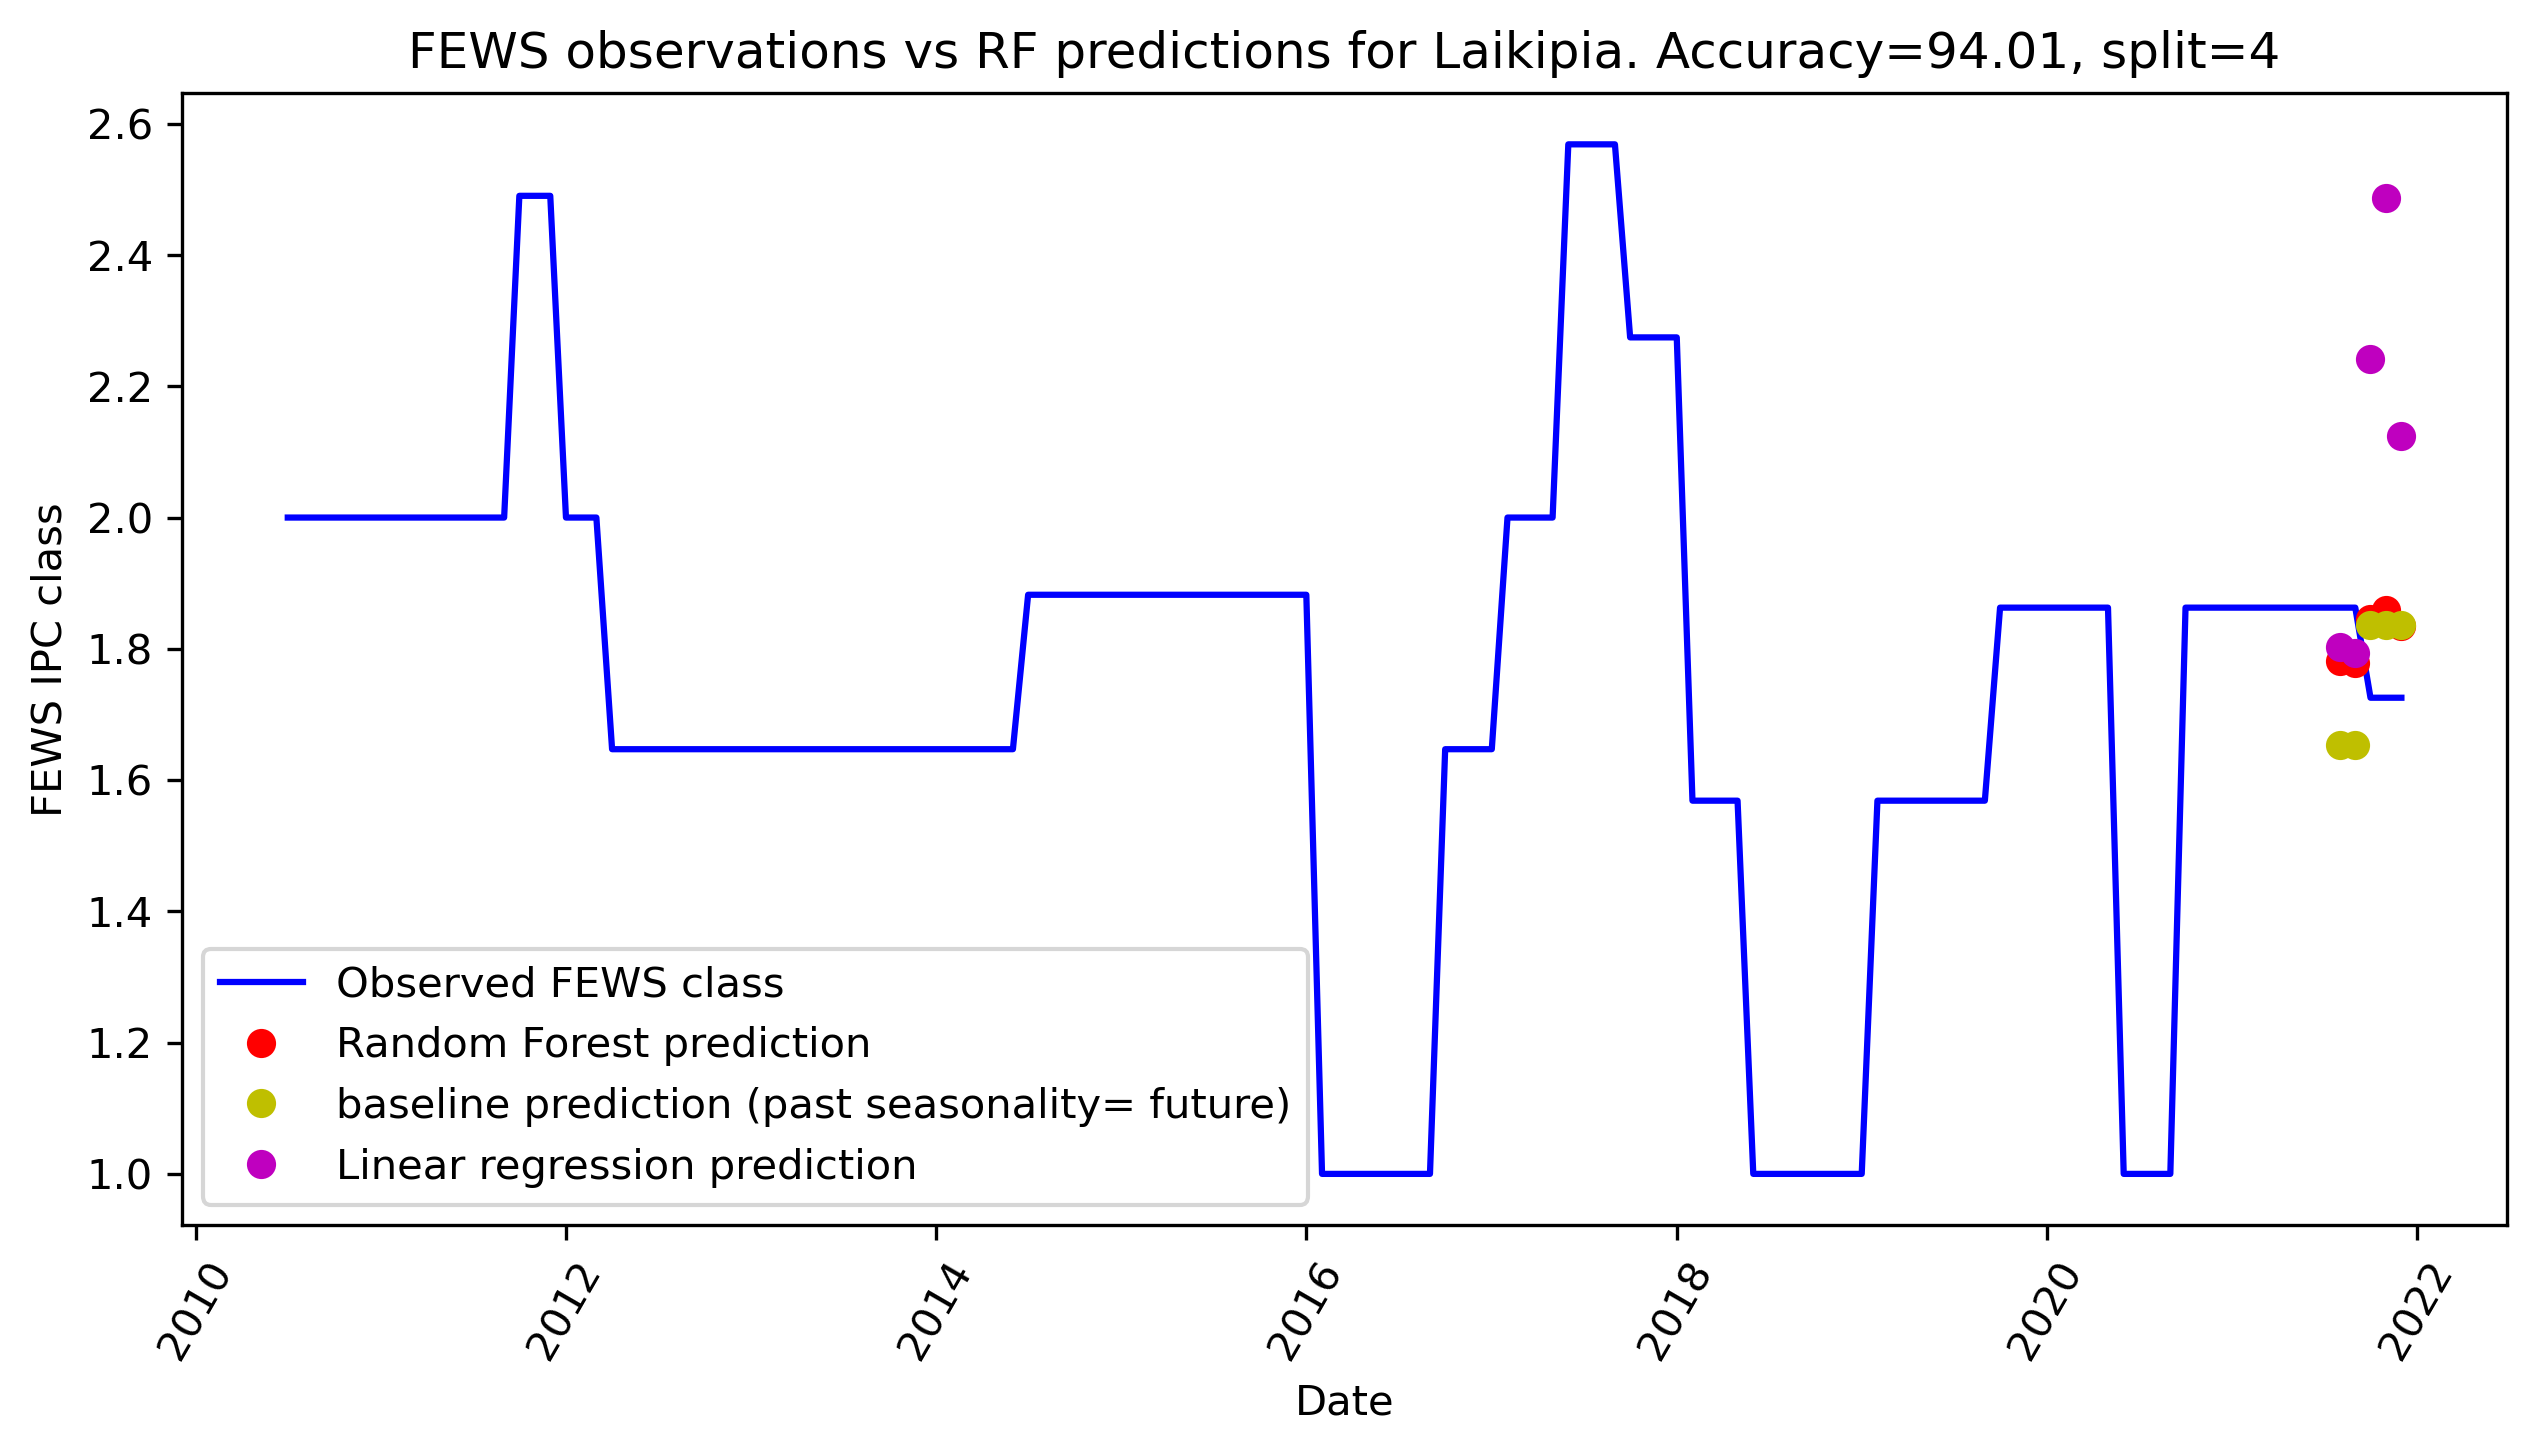 FEWS observations vs RF predictions for Laikipia. Accuracy=94.01, split=4
FEWS IPC class
2.6
2.4
2.2
2.0
1.8
1.6
1.4
1.2
1.0
Observed FEWS class
Random Forest prediction
baseline prediction (past seasonality= future)
Linear regression prediction
2010
2012
2014
2016
2018
2020
2022
Date